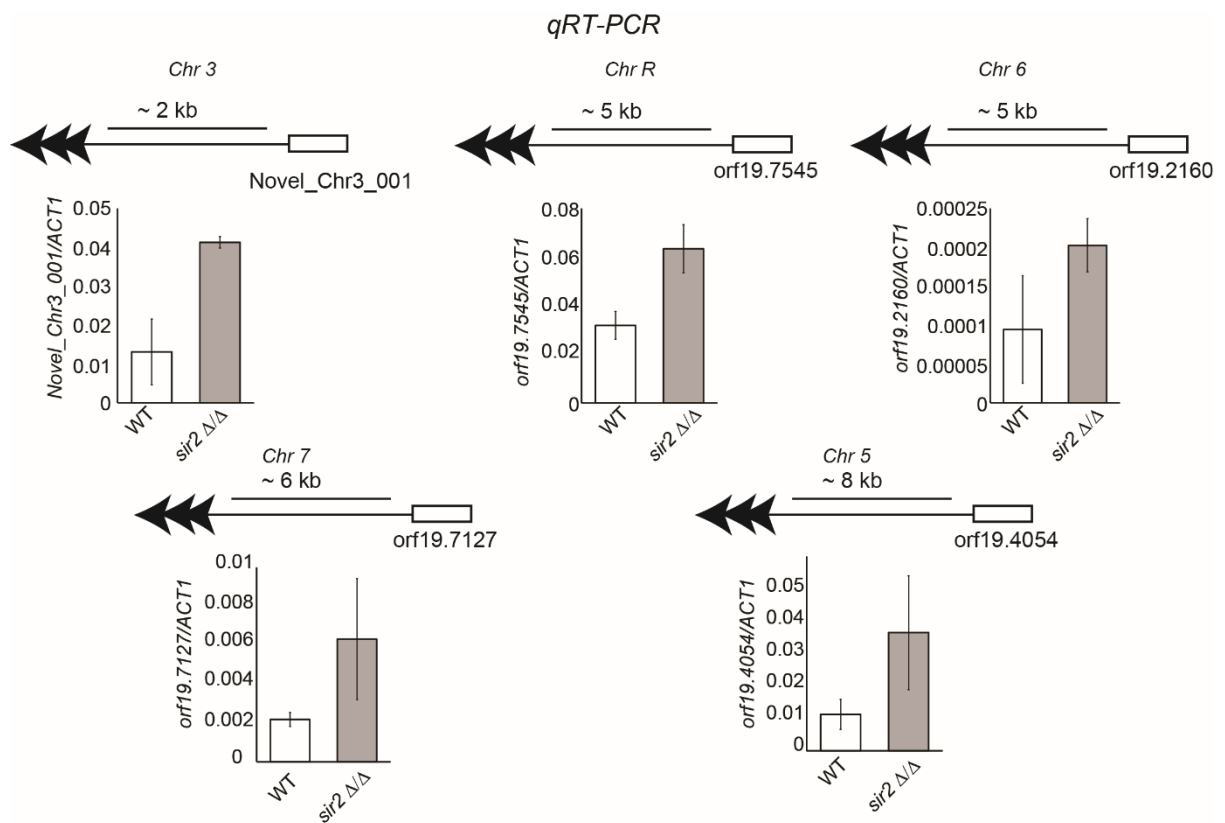 qRT-PCR
Chr 3
~ 2 kb
Novel_Chr3_001
Novel_Chr3_001/ACT1
0.05
0.04
0.03
0.02
0.01
0
WT
sir2 Δ/Δ
Chr R
~ 5 kb
orf19.7545
orf19.7545/ACT1
0.08
0.06
0.04
0.02
0
WT
sir2 Δ/Δ
Chr 6
~ 5 kb
orf19.2160
orf19.2160/ACT1
0.00025
0.0002
0.00015
0.0001
0.00005
0
WT
sir2 Δ/Δ
Chr 7
~ 6 kb
orf19.7127
orf19.7127/ACT1
0.01
0.008
0.006
0.004
0.002
0
WT
sir2 Δ/Δ
Chr 5
~ 8 kb
orf19.4054
orf19.4054/ACT1
0.05
0.04
0.03
0.02
0.01
0
WT
sir2 Δ/Δ